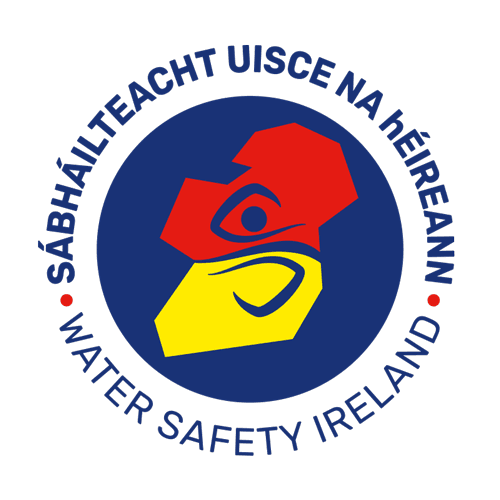 SÁBHÁILTEACHT UISCE NA hÉIREANN
WATER SAFETY IRELAND